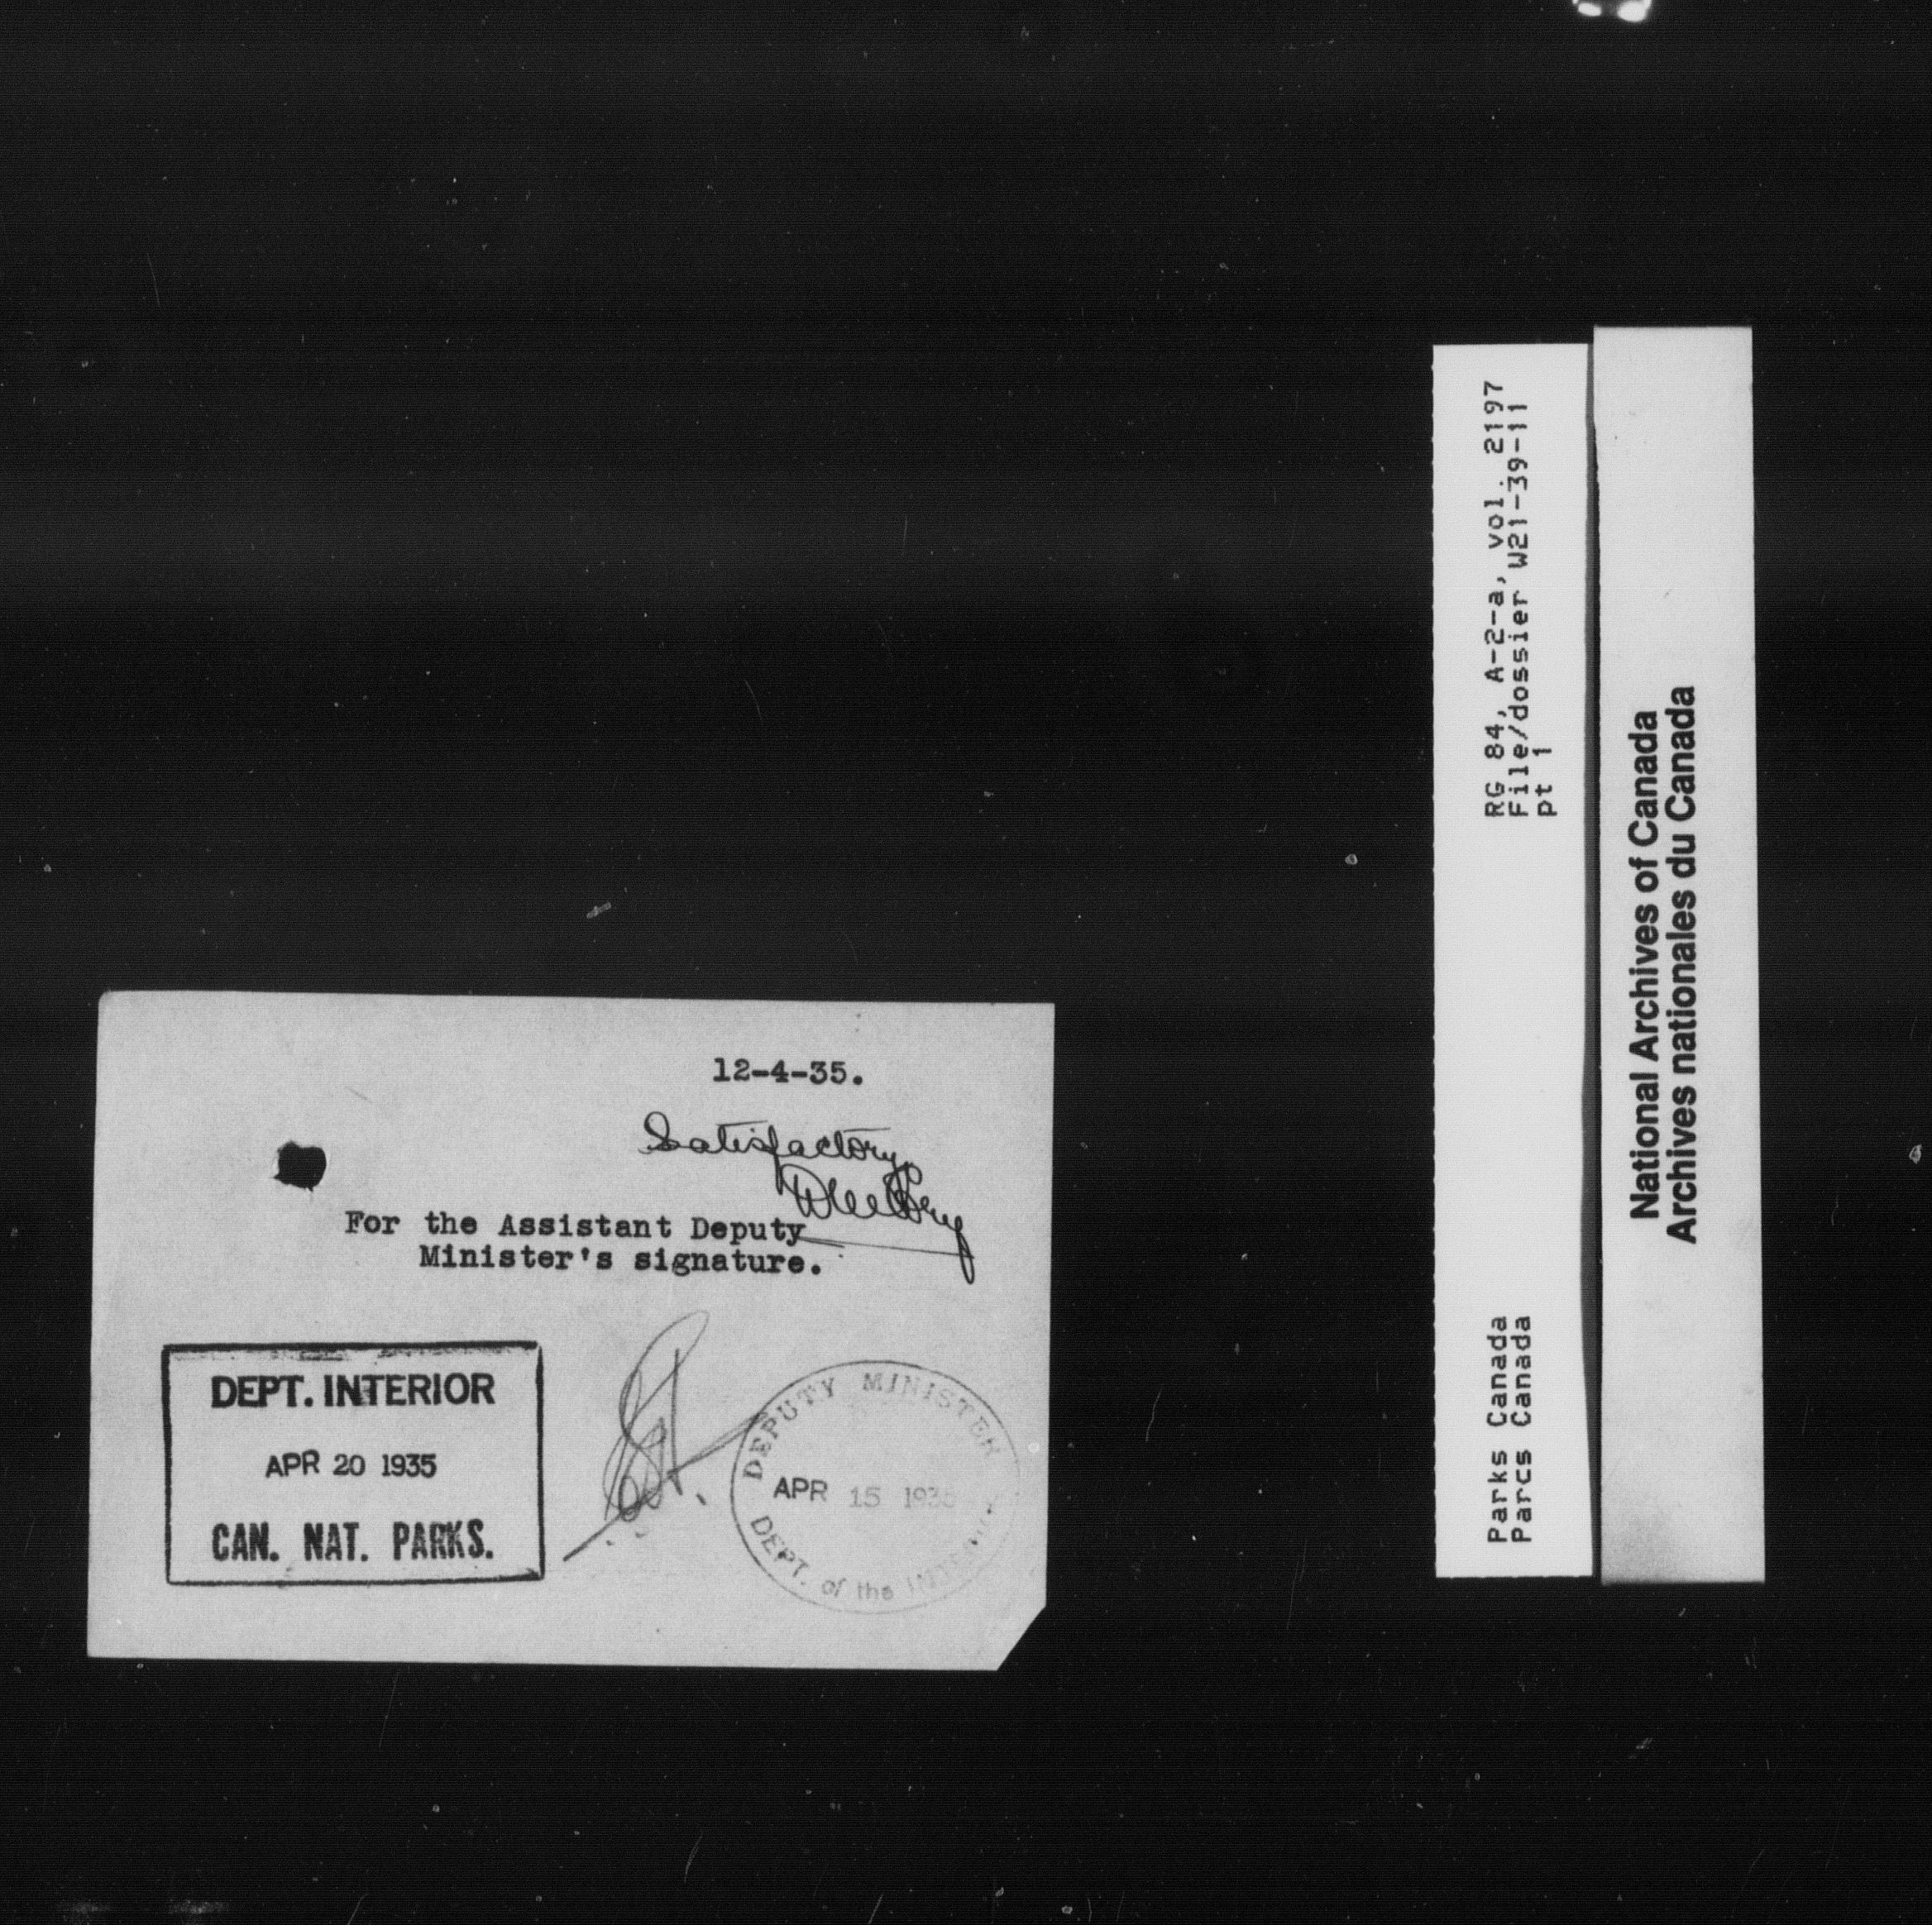 12-4-35.
Satisfactory
For the Assistant Deputy
Minister's signature.
DEPT. INTERIOR
APR 20 1935
CAN. NAT. PARKS.
DEPUTY MINISTER
APR 15 1935
DEPT. of the INTERIOR
RG 84, A-2-a, vol. 2197
File/dossier W21-39-11
pt 1
Parks Canada
Parcs Canada
National Archives of Canada
Archives nationales du Canada